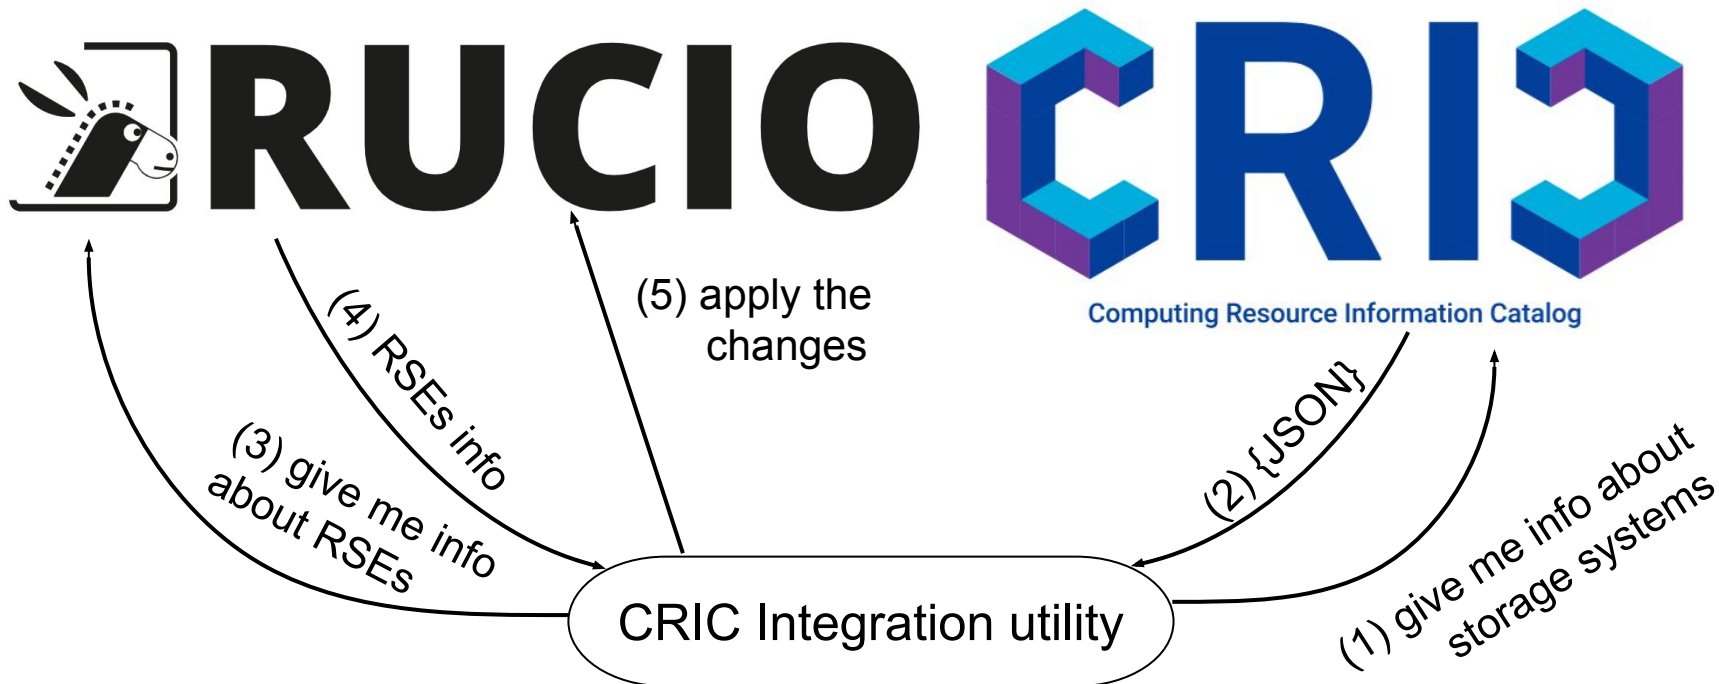 RUCIO
CRIC
Computing Resource Information Catalog
(5) apply the
changes
(4) RSEs info
(3) give me info
about RSEs
(2) {JSON}
(1) give me info about
storage systems
CRIC Integration utility